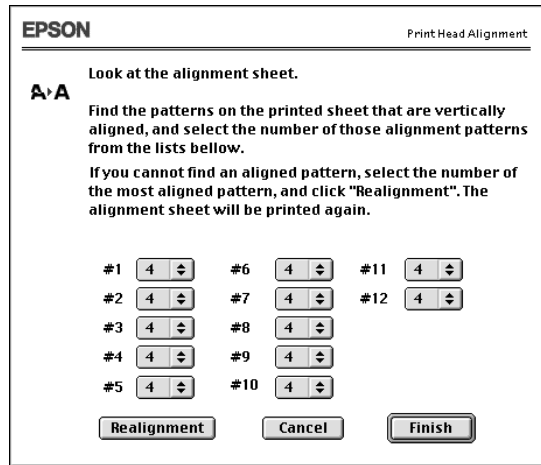 EPSON
Print Head Alignment
Look at the alignment sheet.
A▸A
Find the patterns on the printed sheet that are vertically
aligned, and select the number of those alignment patterns
from the lists bellow.
If you cannot find an aligned pattern, select the number of
the most aligned pattern, and click "Realignment". The
alignment sheet will be printed again.
#1 4 #6 4 #11 4
#2 4 #7 4 #12 4
#3 4 #8 4
#4 4 #9 4
#5 4 #10 4
Realignment Cancel Finish